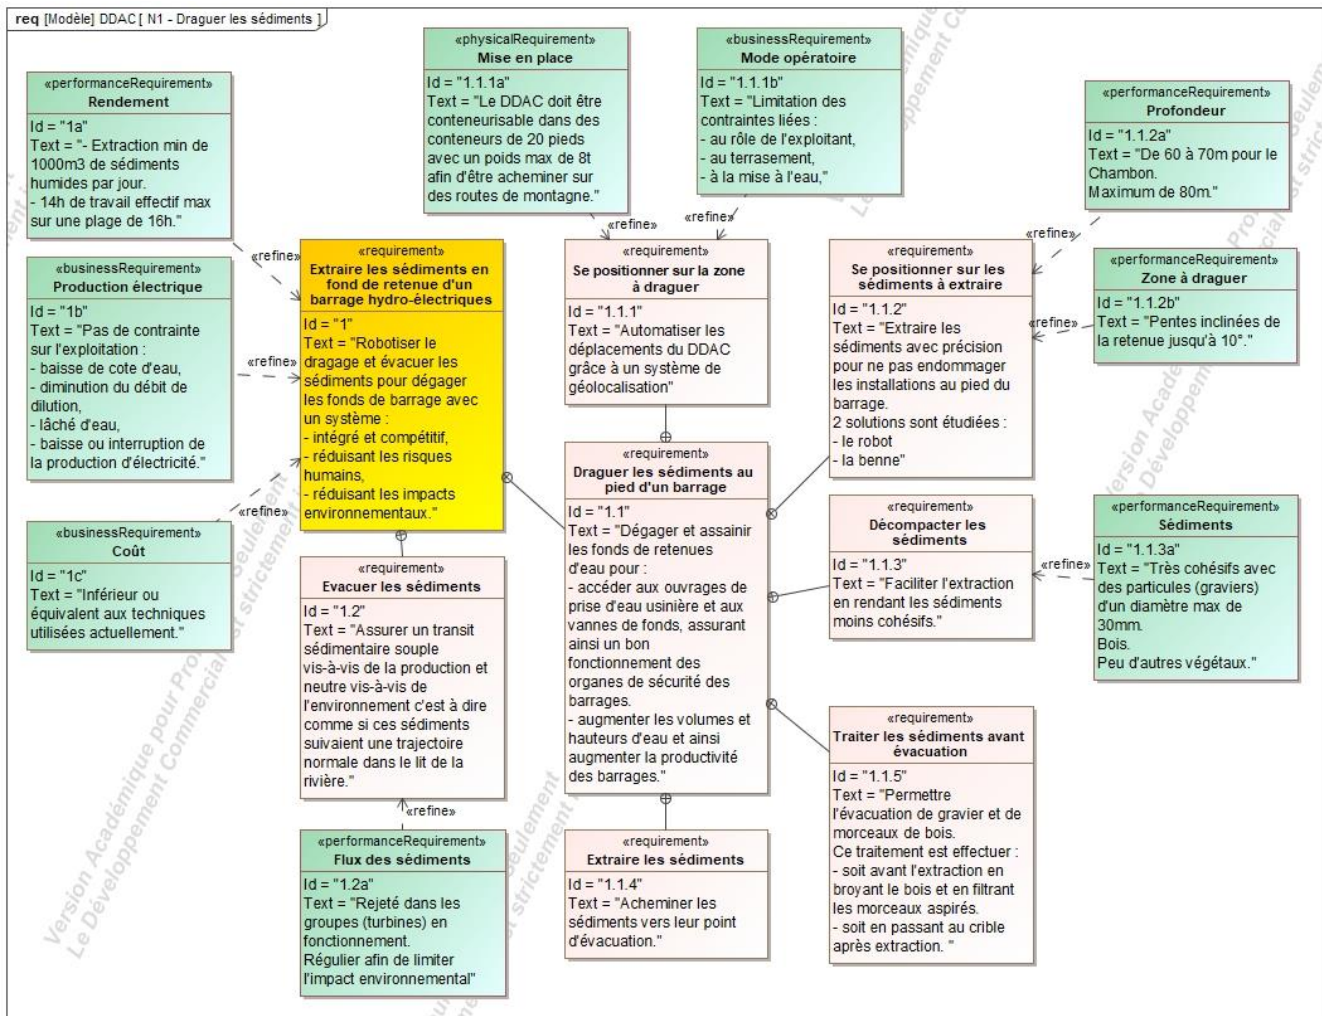 req [Modèle] DDAC [ N1 - Draguer les sédiments ]
«performanceRequirement»
Rendement
Id = "1a"
Text = "- Extraction min de
1000m3 de sédiments
humides par jour.
- 14h de travail effectif max
sur une plage de 16h."
«physicalRequirement»
Mise en place
Id = "1.1.1a"
Text = "Le DDAC doit être
conteneurisable dans des
conteneurs de 20 pieds
avec un poids max de 8t
afin d'être acheminer sur
des routes de montagne."
«businessRequirement»
Mode opératoire
Id = "1.1.1b"
Text = "Limitation des
contraintes liées :
- au rôle de l'exploitant,
- au terrasement,
- à la mise à l'eau,"
«performanceRequirement»
Profondeur
Id = "1.1.2a"
Text = "De 60 à 70m pour le
Chambon.
Maximum de 80m."
«refine»
«refine»
«refine»
«refine»
«businessRequirement»
Production électrique
Id = "1b"
Text = "Pas de contrainte
sur l'exploitation :
- baisse de cote d'eau,
- diminution du débit de
dilution,
- lâché d'eau,
- baisse ou interruption de
la production d'électricité."
«refine»
«requirement»
Extraire les sédiments en
fond de retenue d'un
barrage hydro-électriques
Id = "1"
Text = "Robotiser le
dragage et évacuer les
sédiments pour dégager
les fonds de barrage avec
un système :
- intégré et compétitif,
- réduisant les risques
humains,
- réduisant les impacts
environnementaux."
«requirement»
Se positionner sur la zone
à draguer
Id = "1.1.1"
Text = "Automatiser les
déplacements du DDAC
grâce à un système de
géolocalisation"
«requirement»
Se positionner sur les
sédiments à extraire
Id = "1.1.2"
Text = "Extraire les
sédiments avec précision
pour ne pas endommager
les installations au pied du
barrage.
2 solutions sont étudiées :
- le robot
- la benne"
«performanceRequirement»
Zone à draguer
Id = "1.1.2b"
Text = "Pentes inclinées de
la retenue jusqu'à 10°."
«refine»
«refine»
«businessRequirement»
Coût
Id = "1c"
Text = "Inférieur ou
équivalent aux techniques
utilisées actuellement."
«requirement»
Evacuer les sédiments
Id = "1.2"
Text = "Assurer un transit
sédimentaire souple
vis-à-vis de la production et
neutre vis-à-vis de
l'environnement c'est à dire
comme si ces sédiments
suivaient une trajectoire
normale dans le lit de la
rivière."
«requirement»
Draguer les sédiments au
pied d'un barrage
Id = "1.1"
Text = "Dégager et assainir
les fonds de retenues
d'eau pour :
- accéder aux ouvrages de
prise d'eau usinière et aux
vannes de fonds, assurant
ainsi un bon
fonctionnement des
organes de sécurité des
barrages.
- augmenter les volumes et
hauteurs d'eau et ainsi
augmenter la productivité
des barrages."
«requirement»
Décompacter les
sédiments
Id = "1.1.3"
Text = "Faciliter l'extraction
en rendant les sédiments
moins cohésifs."
«refine»
«performanceRequirement»
Sédiments
Id = "1.1.3a"
Text = "Très cohésifs avec
des particules (graviers)
d'un diamètre max de
30mm.
Bois.
Peu d'autres végétaux."
«refine»
«performanceRequirement»
Flux des sédiments
Id = "1.2a"
Text = "Rejeté dans les
groupes (turbines) en
fonctionnement.
Régulier afin de limiter
l'impact environnemental"
«requirement»
Extraire les sédiments
Id = "1.1.4"
Text = "Acheminer les
sédiments vers leur point
d'évacuation."
«requirement»
Traiter les sédiments avant
évacuation
Id = "1.1.5"
Text = "Permettre
l'évacuation de gravier et de
morceaux de bois.
Ce traitement est effectuer :
- soit avant l'extraction en
broyant le bois et en filtrant
les morceaux aspirés.
- soit en passant au crible
après extraction. "
Version Académique pour
Le Développement Commercial est strictement